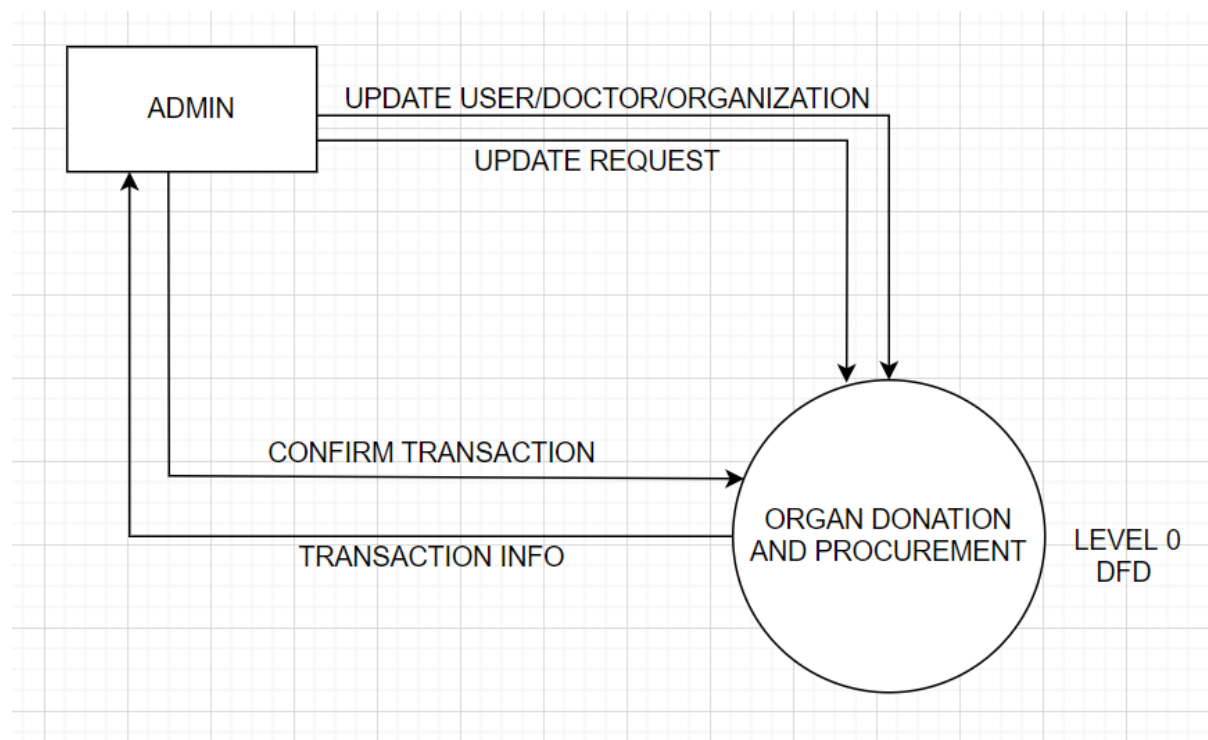 ADMIN
UPDATE USER/DOCTOR/ORGANIZATION
UPDATE REQUEST
CONFIRM TRANSACTION
TRANSACTION INFO
ORGAN DONATION
AND PROCUREMENT
LEVEL 0
DFD